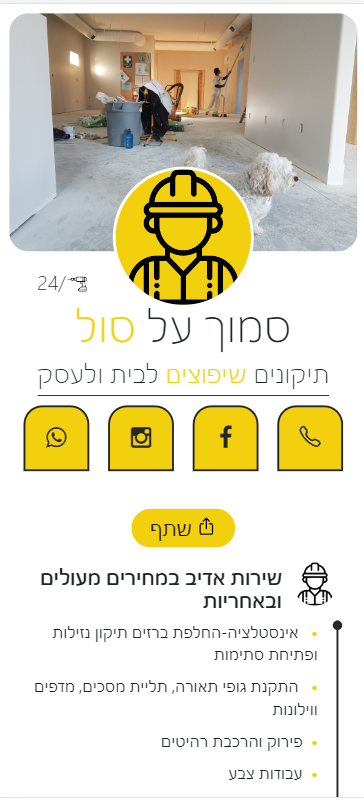 24/
סמוך על סול
תיקונים שיפוצים לבית ולעסק
שתף
שירות אדיב במחירים מעולים
ובאחריות
• אינסטלציה-החלפת ברזים תיקון נזילות
ופתיחת סתימות
• התקנת גופי תאורה, תליית מסכים, מדפים
ווילונות
• פירוק והרכבת רהיטים
• עבודות צבע